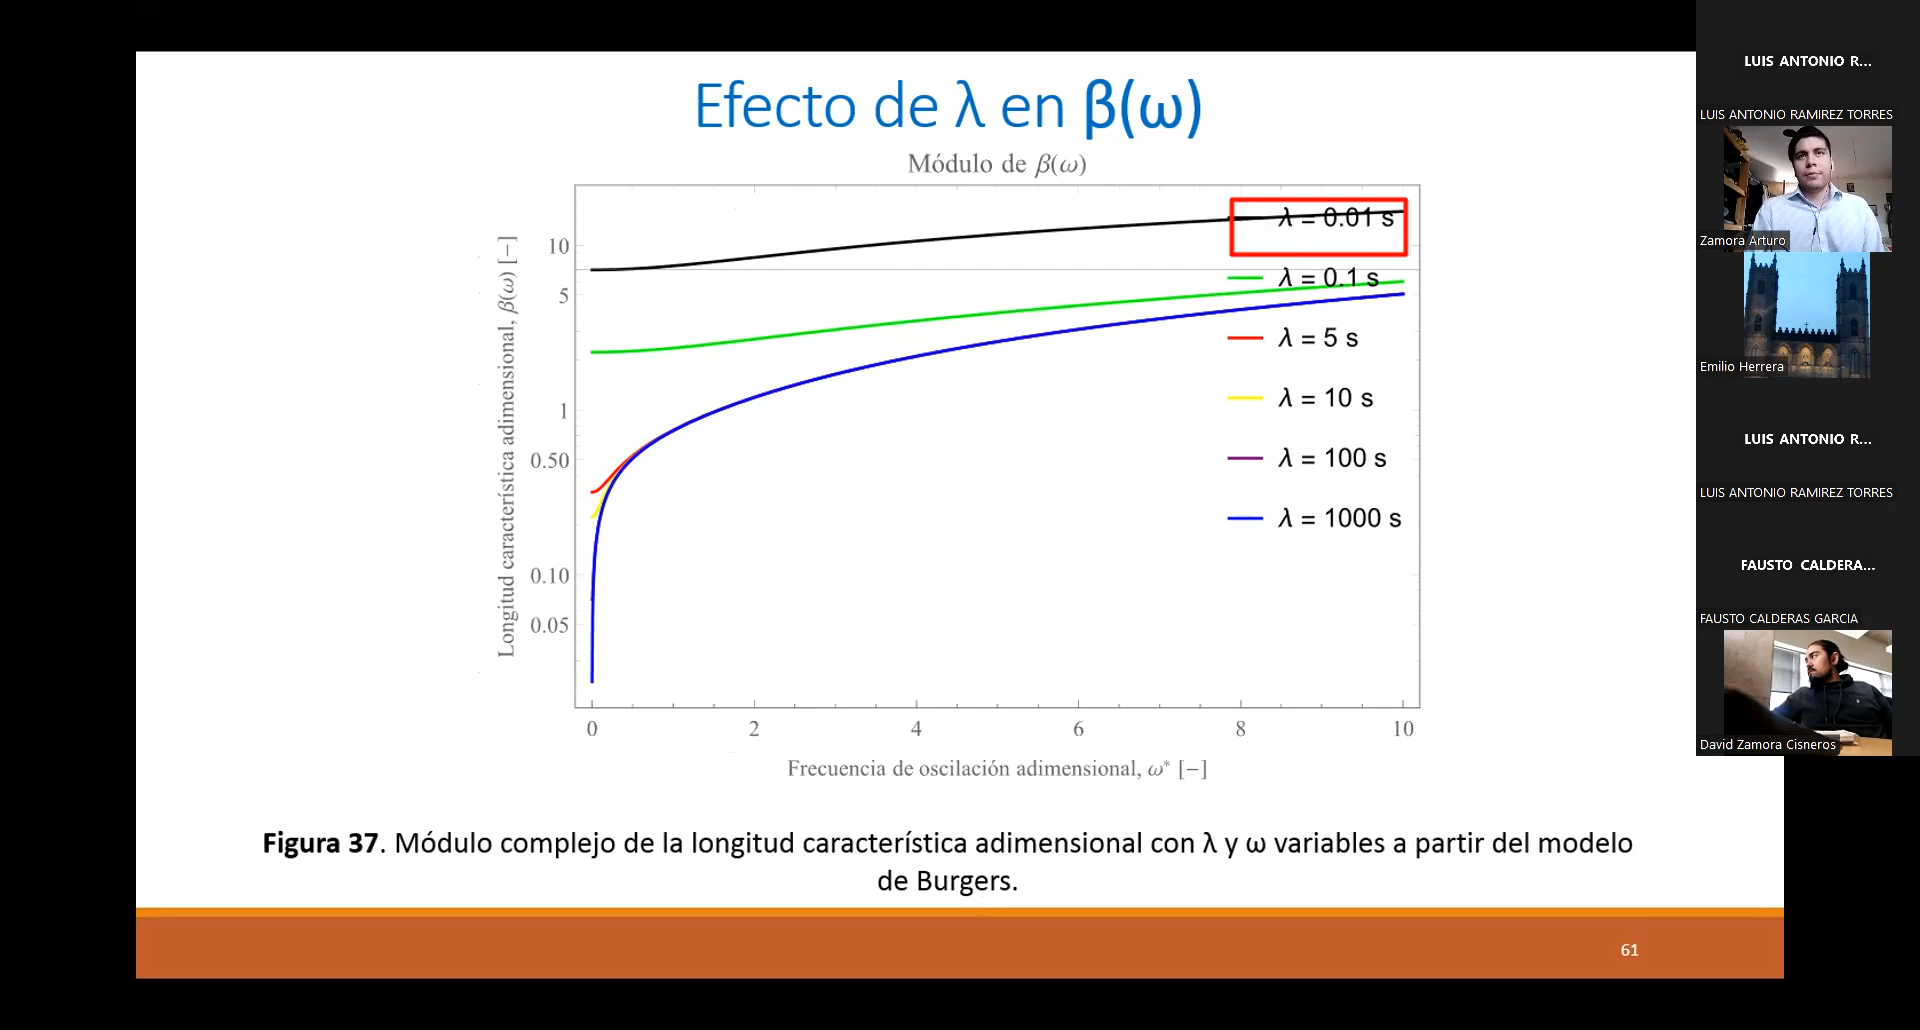 Efecto de λ en β(ω)
Módulo de β(ω)
Longitud característica adimensional, β(ω) [−]
10
5
1
0.50
0.10
0.05
λ = 0.01 s
λ = 0.1 s
λ = 5 s
λ = 10 s
λ = 100 s
λ = 1000 s
0 2 4 6 8 10
Frecuencia de oscilación adimensional, ω* [−]
Figura 37. Módulo complejo de la longitud característica adimensional con λ y ω variables a partir del modelo
de Burgers.
61
LUIS ANTONIO R...
LUIS ANTONIO RAMIREZ TORRES
Zamora Arturo
Emilio Herrera
LUIS ANTONIO R...
LUIS ANTONIO RAMIREZ TORRES
FAUSTO CALDERA...
FAUSTO CALDERAS GARCIA
David Zamora Cisneros